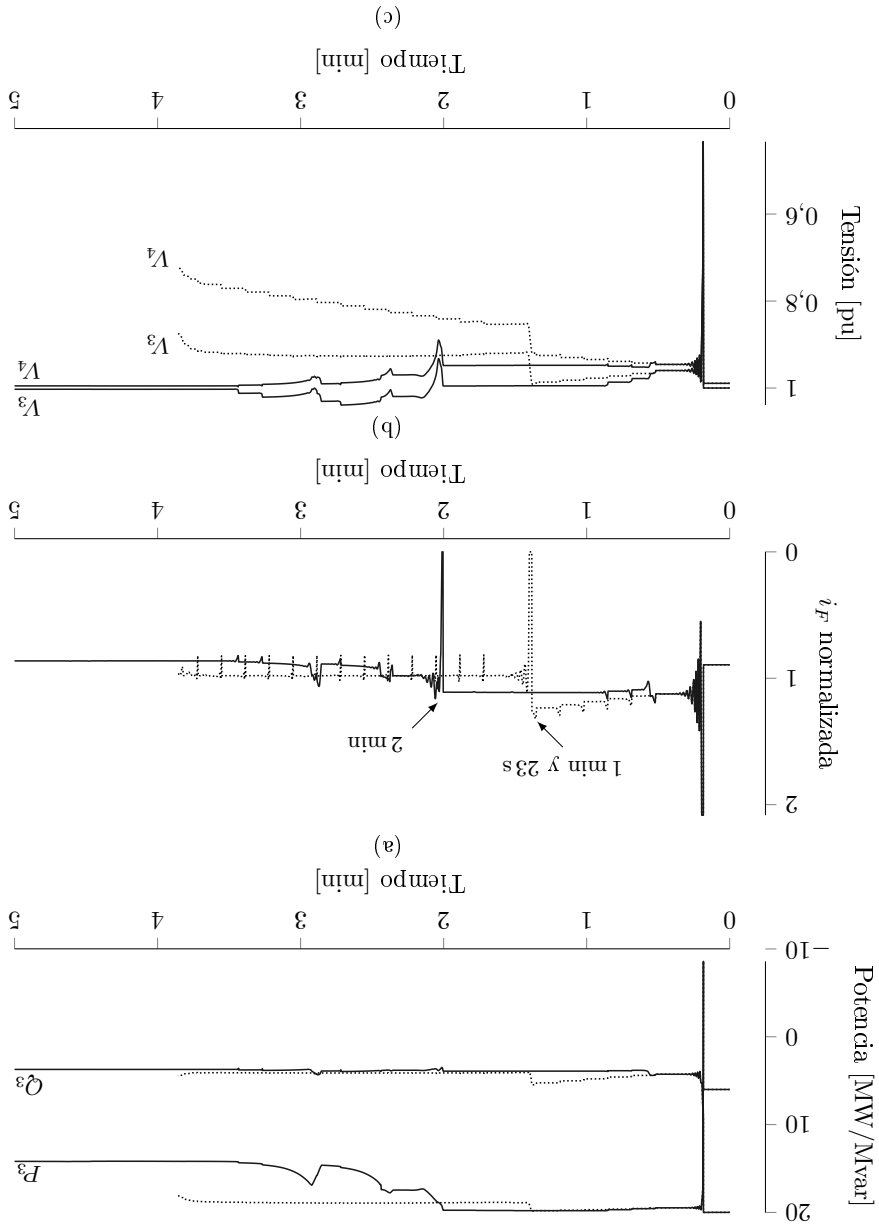 Potencia [MW/Mvar]
20
10
0
−10
P₃
Q₃
0 1 2 3 4 5
Tiempo [min]
(a)
i_F normalizada
2
1
0
1 min y 23 s
2 min
0 1 2 3 4 5
Tiempo [min]
(b)
Tensión [pu]
1
0,8
0,6
V₃
V₄
V₃
V₄
0 1 2 3 4 5
Tiempo [min]
(c)